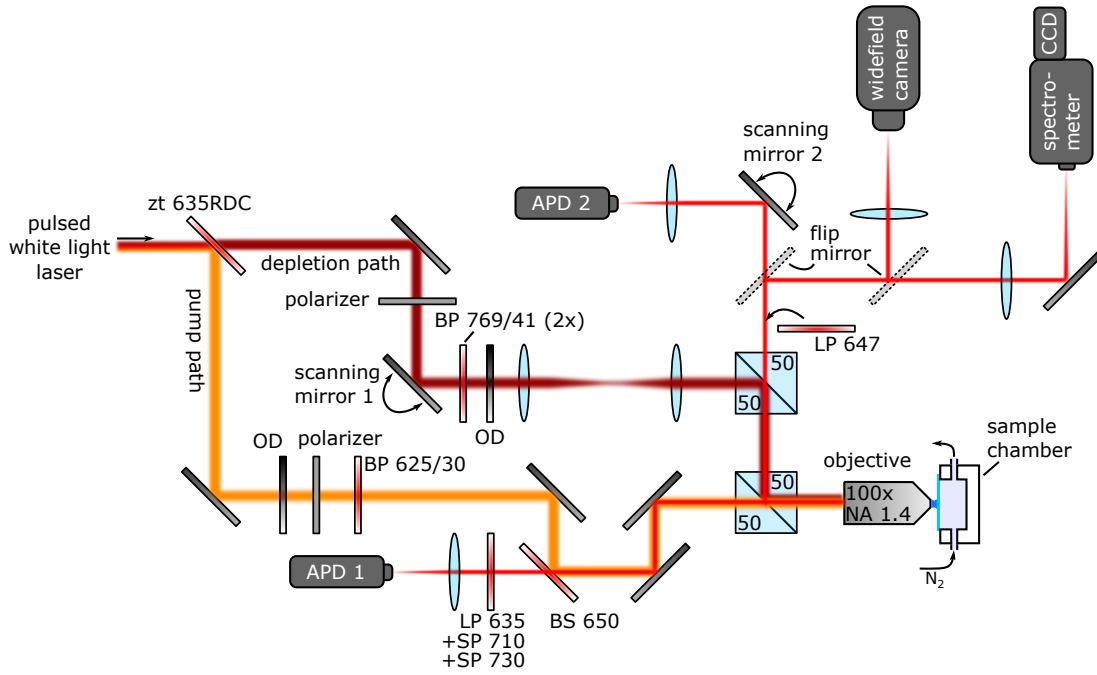 widefield
camera
CCD
spectro-
meter
scanning
mirror 2
APD 2
zt 635RDC
pulsed
white light
laser
depletion path
flip
mirror
polarizer
pump path
BP 769/41 (2x)
LP 647
scanning
mirror 1
50
50
OD
OD
polarizer
BP 625/30
sample
chamber
objective
50
50
100x
NA 1.4
APD 1
N2
LP 635
+SP 710
+SP 730
BS 650